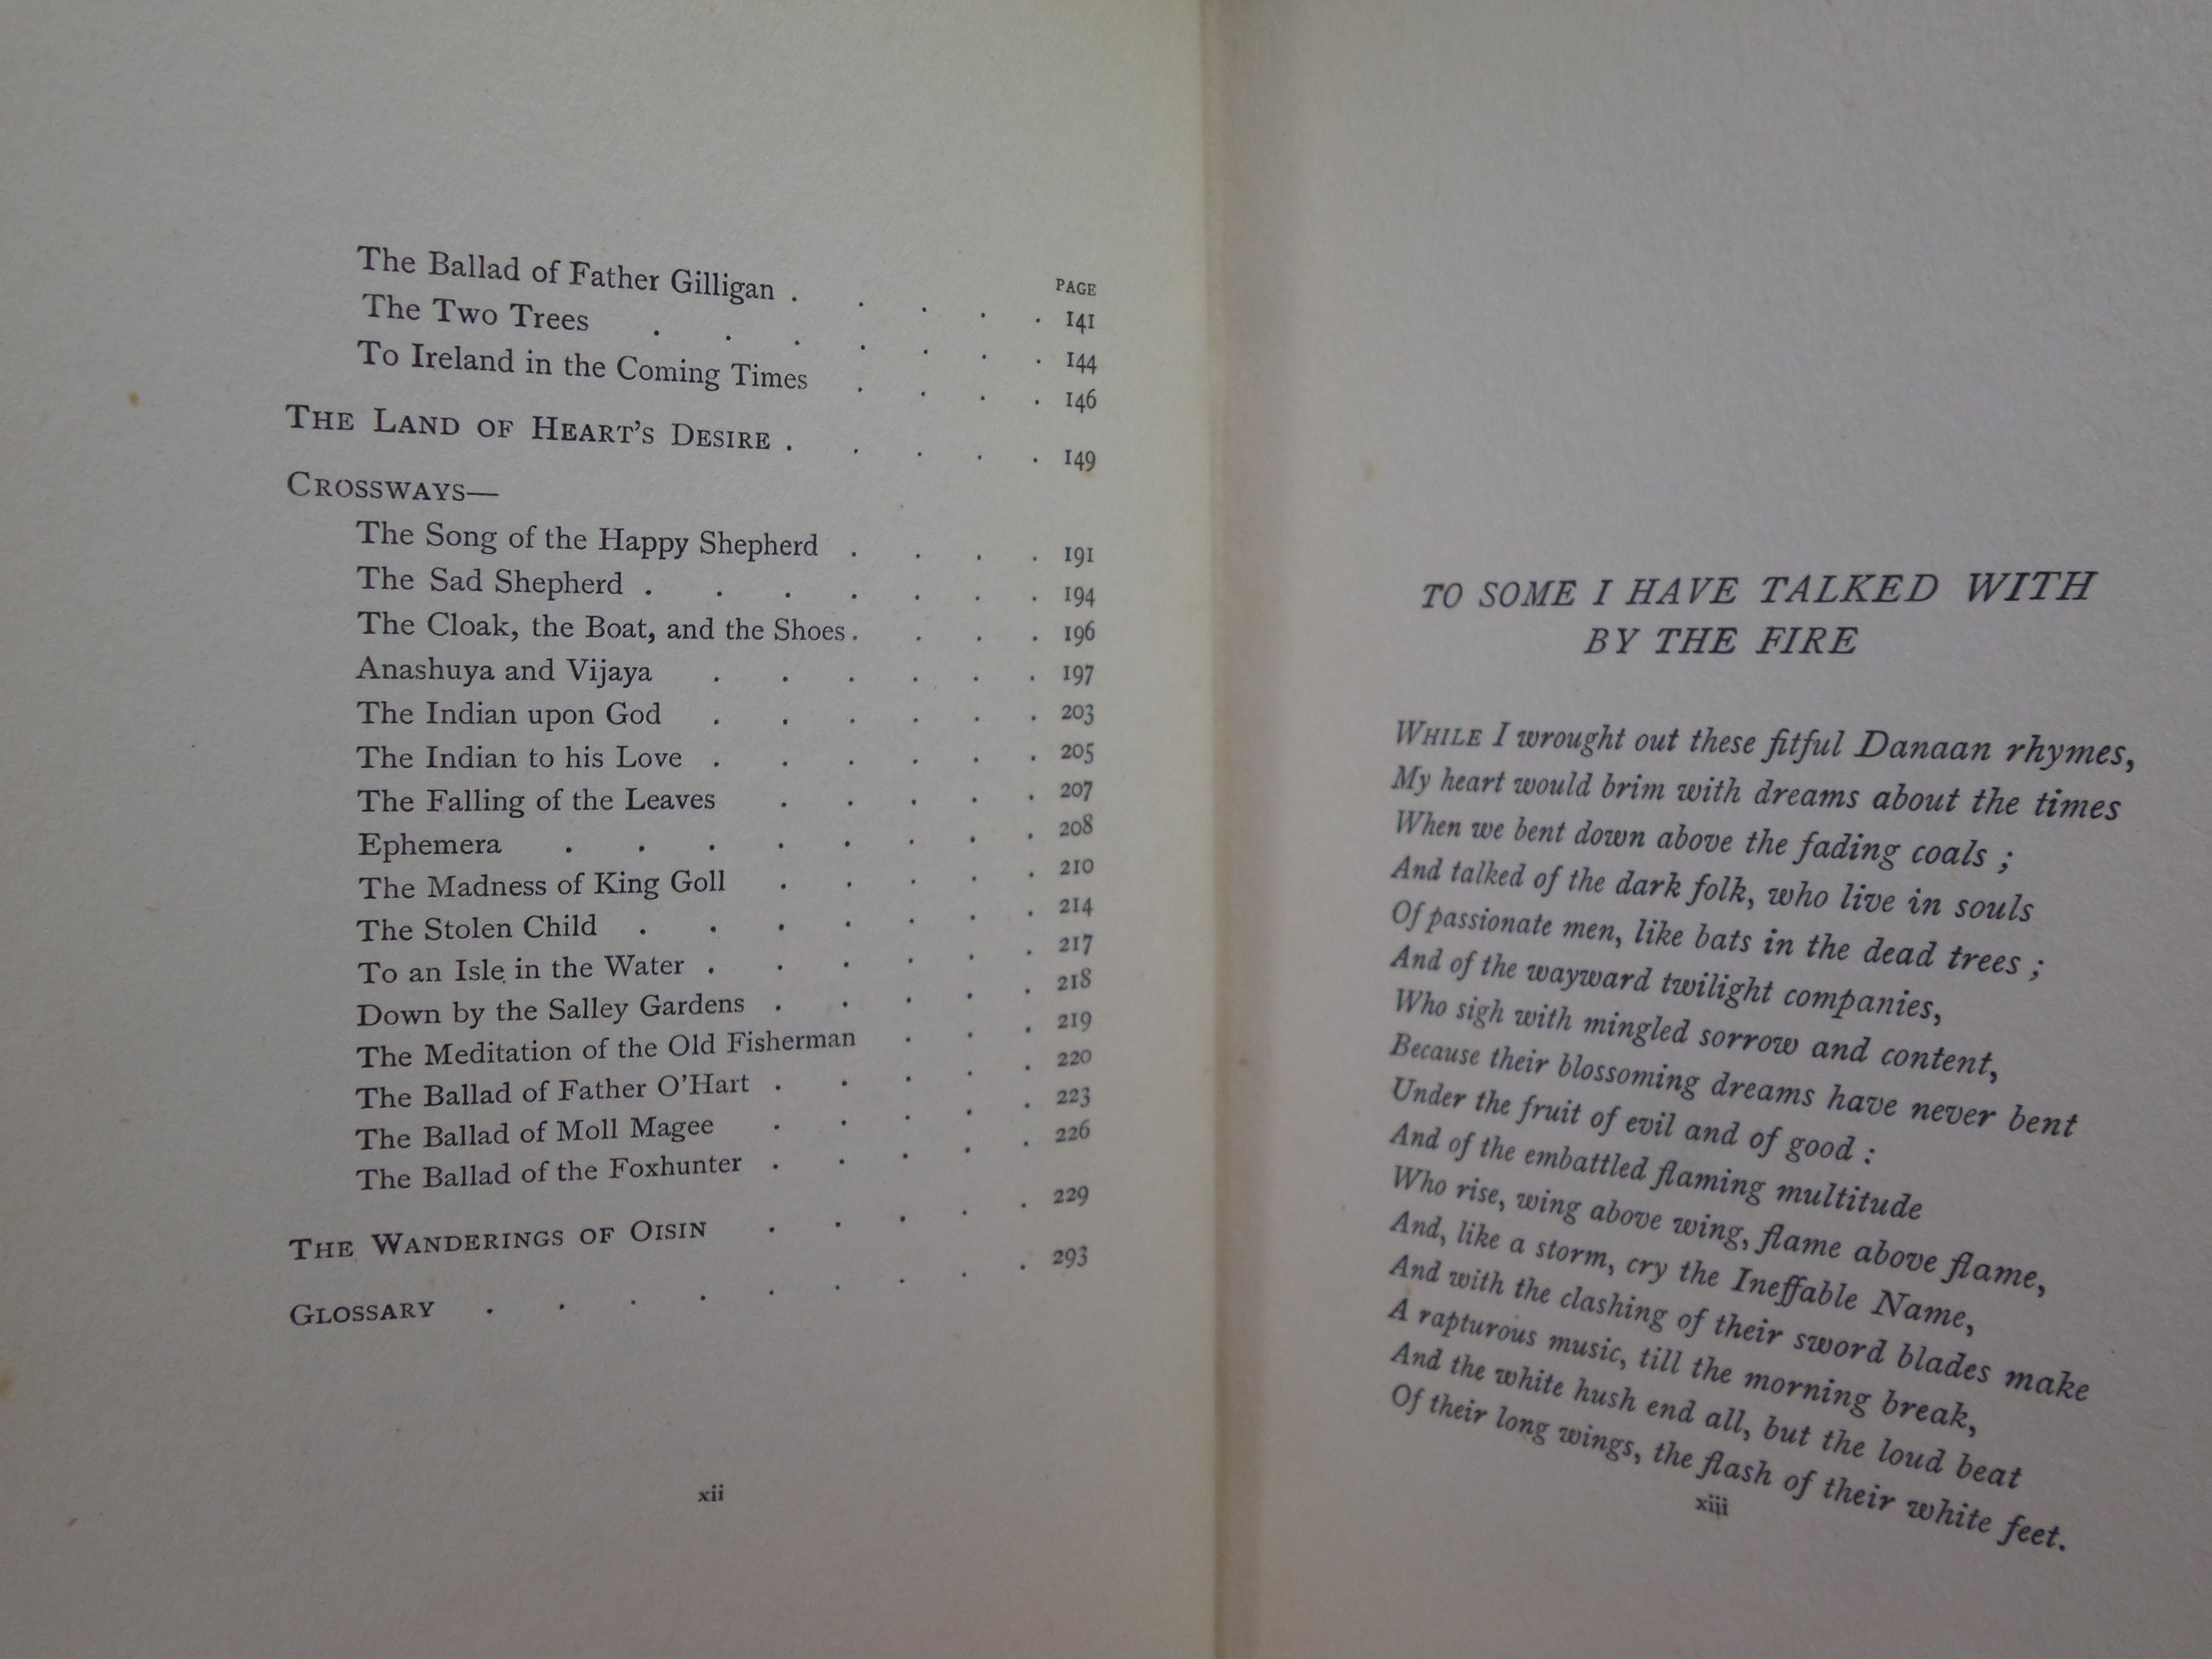 PAGE
The Ballad of Father Gilligan . . . . . 141
The Two Trees . . . . . . . 144
To Ireland in the Coming Times . . . . 146
THE LAND OF HEART'S DESIRE . . . . . 149
CROSSWAYS—
The Song of the Happy Shepherd . . . . 191
The Sad Shepherd . . . . . . . 194
The Cloak, the Boat, and the Shoes . . . . 196
Anashuya and Vijaya . . . . . . 197
The Indian upon God . . . . . . 203
The Indian to his Love . . . . . . 205
The Falling of the Leaves . . . . . 207
Ephemera . . . . . . . . 208
The Madness of King Goll . . . . . 210
The Stolen Child . . . . . . . 214
To an Isle in the Water . . . . . . 217
Down by the Salley Gardens . . . . . 218
The Meditation of the Old Fisherman . . . 219
The Ballad of Father O'Hart . . . . . 220
The Ballad of Moll Magee . . . . . 223
The Ballad of the Foxhunter . . . . . 226
THE WANDERINGS OF OISIN . . . . . 229
GLOSSARY . . . . . . . . . 293
xii
TO SOME I HAVE TALKED WITH
BY THE FIRE
WHILE I wrought out these fitful Danaan rhymes,
My heart would brim with dreams about the times
When we bent down above the fading coals ;
And talked of the dark folk, who live in souls
Of passionate men, like bats in the dead trees ;
And of the wayward twilight companies,
Who sigh with mingled sorrow and content,
Because their blossoming dreams have never bent
Under the fruit of evil and of good :
And of the embattled flaming multitude
Who rise, wing above wing, flame above flame,
And, like a storm, cry the Ineffable Name,
And with the clashing of their sword blades make
A rapturous music, till the morning break,
And the white hush end all, but the loud beat
Of their long wings, the flash of their white feet.
xiii